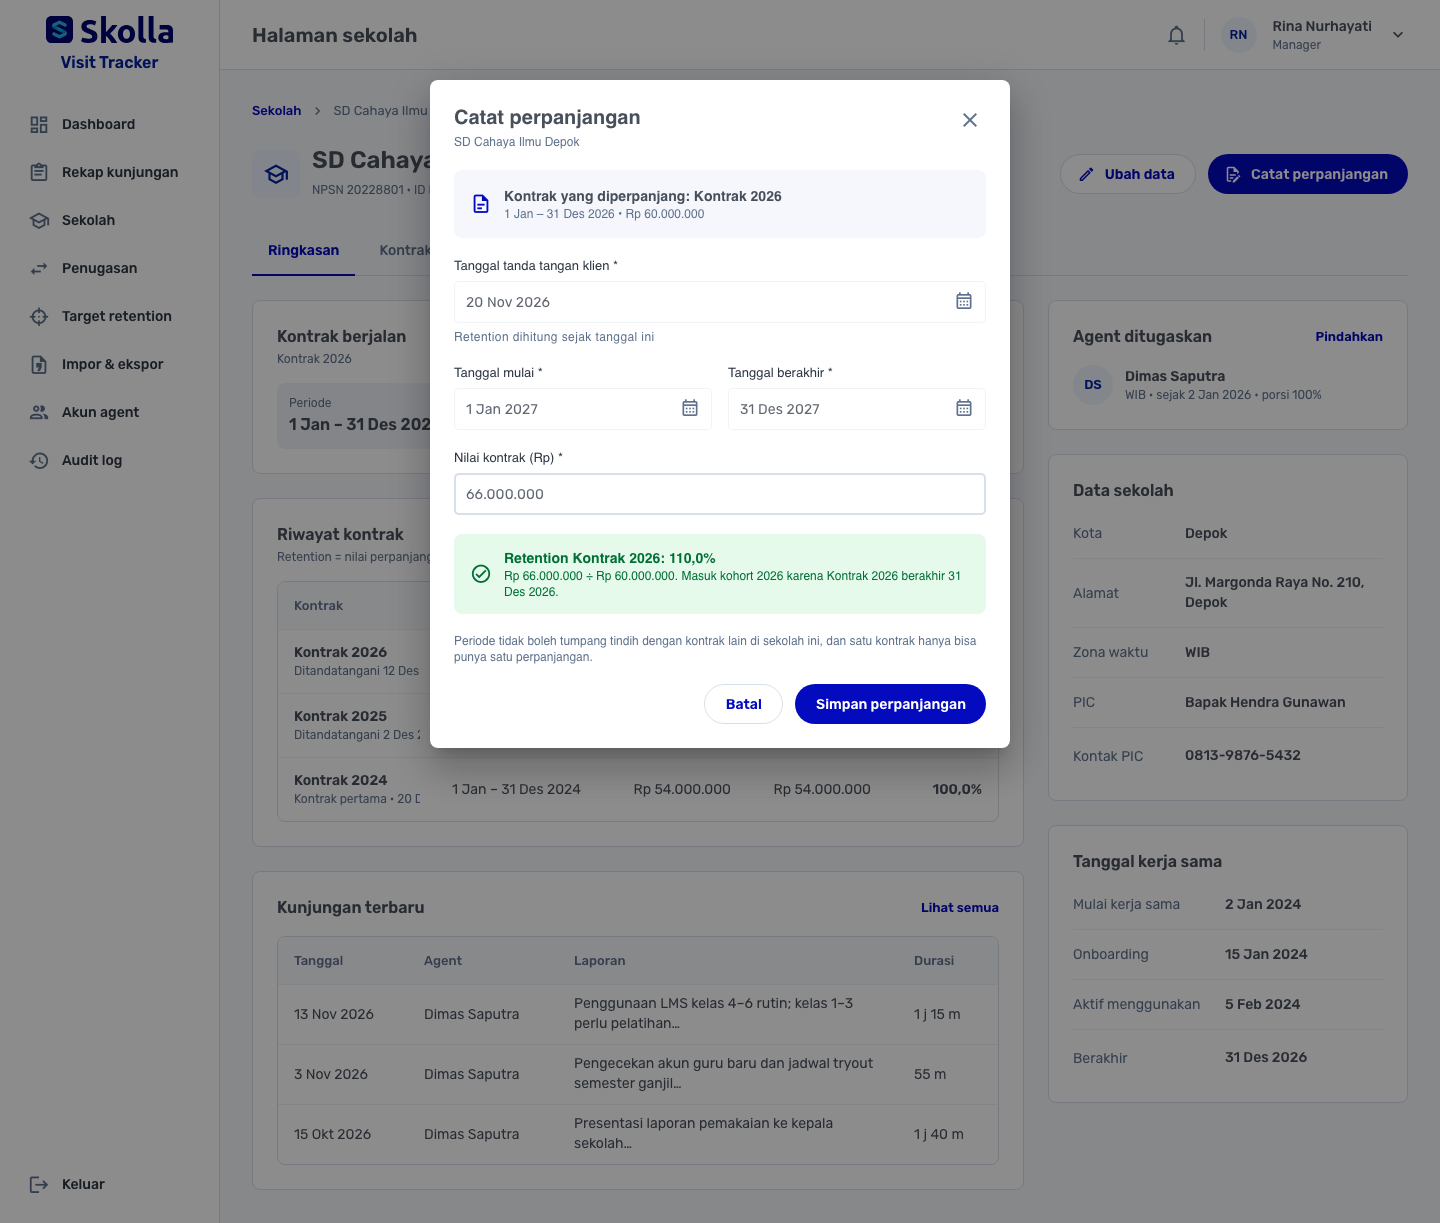 Skolla
Visit Tracker
Dashboard
Rekap kunjungan
Sekolah
Penugasan
Target retention
Impor & ekspor
Akun agent
Audit log
Keluar
Halaman sekolah
RN
Rina Nurhayati
Manager
Sekolah
SD Cahaya Ilmu
SD Cahaya
NPSN 20228801 • ID
Ubah data
Catat perpanjangan
Ringkasan
Kontrak
Catat perpanjangan
SD Cahaya Ilmu Depok
Kontrak yang diperpanjang: Kontrak 2026
1 Jan – 31 Des 2026 • Rp 60.000.000
Tanggal tanda tangan klien *
20 Nov 2026
Retention dihitung sejak tanggal ini
Tanggal mulai *
Tanggal berakhir *
1 Jan 2027
31 Des 2027
Nilai kontrak (Rp) *
66.000.000
Retention Kontrak 2026: 110,0%
Rp 66.000.000 ÷ Rp 60.000.000. Masuk kohort 2026 karena Kontrak 2026 berakhir 31
Des 2026.
Periode tidak boleh tumpang tindih dengan kontrak lain di sekolah ini, dan satu kontrak hanya bisa
punya satu perpanjangan.
Batal
Simpan perpanjangan
Kontrak berjalan
Kontrak 2026
Periode
1 Jan – 31 Des 202
Riwayat kontrak
Retention = nilai perpanjang
Kontrak
Kontrak 2026
Ditandatangani 12 Des
Kontrak 2025
Ditandatangani 2 Des
Kontrak 2024
Kontrak pertama • 20
1 Jan – 31 Des 2024
Rp 54.000.000
Rp 54.000.000
100,0%
Kunjungan terbaru
Lihat semua
Tanggal
Agent
Laporan
Durasi
13 Nov 2026
Dimas Saputra
Penggunaan LMS kelas 4–6 rutin; kelas 1–3
perlu pelatihan…
1 j 15 m
3 Nov 2026
Dimas Saputra
Pengecekan akun guru baru dan jadwal tryout
semester ganjil…
55 m
15 Okt 2026
Dimas Saputra
Presentasi laporan pemakaian ke kepala
sekolah…
1 j 40 m
Agent ditugaskan
Pindahkan
DS
Dimas Saputra
WIB • sejak 2 Jan 2026 • porsi 100%
Data sekolah
Kota
Depok
Alamat
Jl. Margonda Raya No. 210,
Depok
Zona waktu
WIB
PIC
Bapak Hendra Gunawan
Kontak PIC
0813-9876-5432
Tanggal kerja sama
Mulai kerja sama
2 Jan 2024
Onboarding
15 Jan 2024
Aktif menggunakan
5 Feb 2024
Berakhir
31 Des 2026